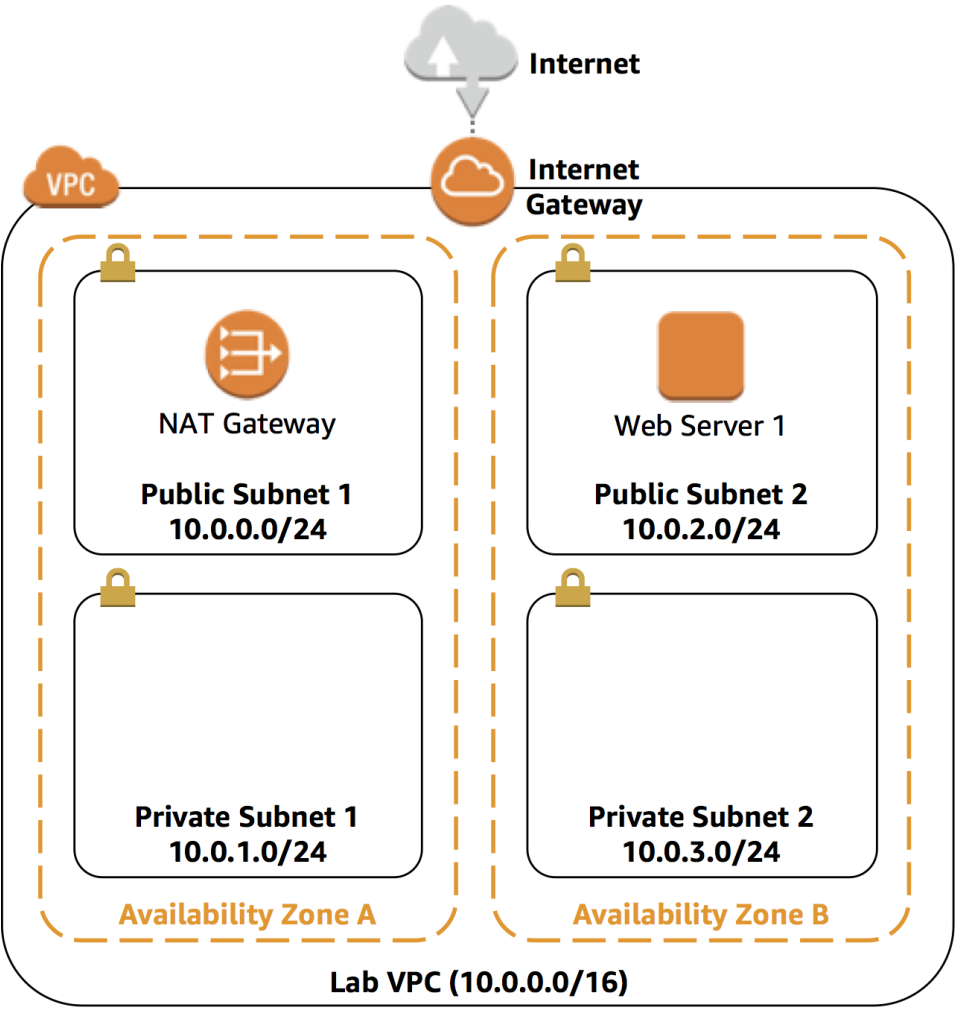 Internet
VPC
Internet
Gateway
NAT Gateway
Public Subnet 1
10.0.0.0/24
Web Server 1
Public Subnet 2
10.0.2.0/24
Private Subnet 1
10.0.1.0/24
Private Subnet 2
10.0.3.0/24
Availability Zone A
Availability Zone B
Lab VPC (10.0.0.0/16)